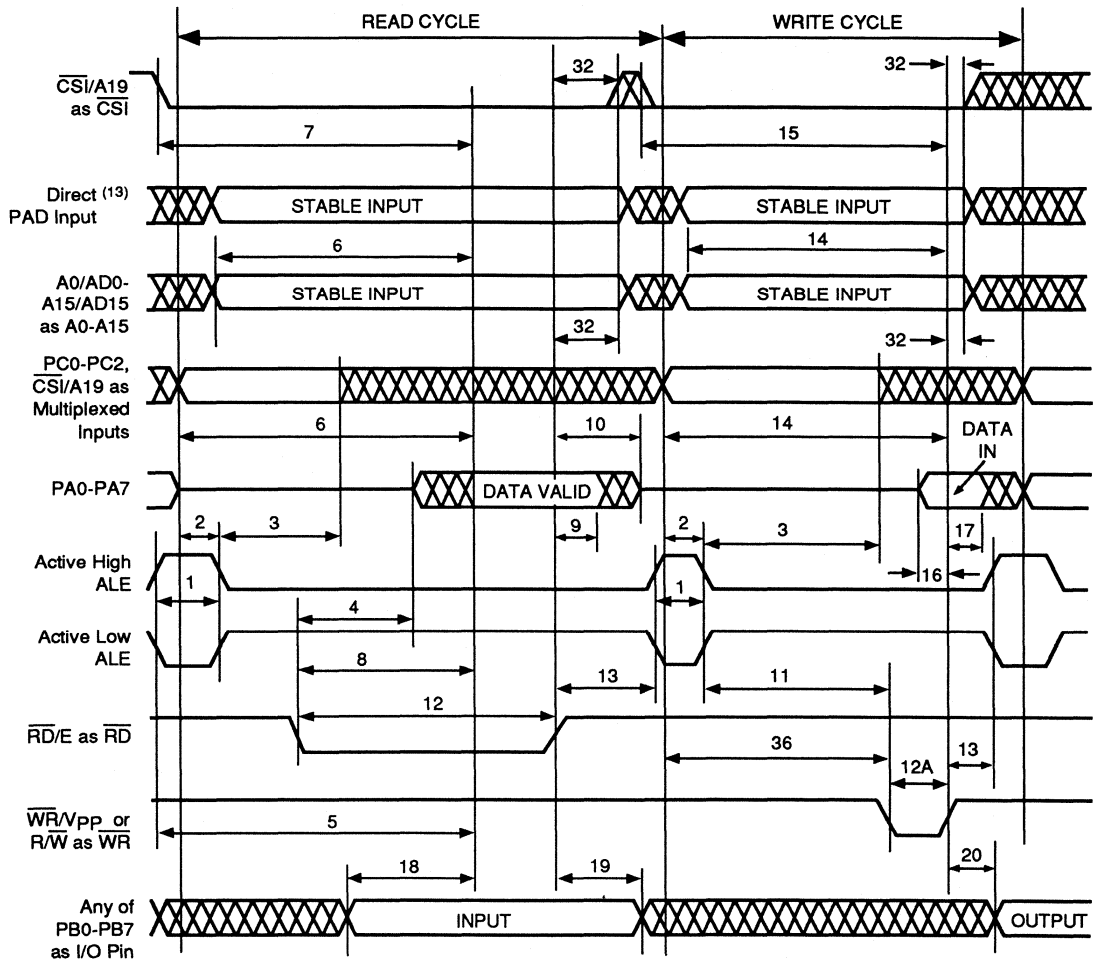 READ CYCLE
WRITE CYCLE
32
32
CSI/A19
as CSI
7
15
Direct (13)
PAD Input
STABLE INPUT
STABLE INPUT
6
14
A0/AD0-
A15/AD15
as A0-A15
STABLE INPUT
STABLE INPUT
32
32
PC0-PC2,
CSI/A19 as
Multiplexed
Inputs
6
10
14
DATA
IN
PA0-PA7
DATA VALID
2
3
9
2
3
17
Active High
ALE
1
1
16
4
Active Low
ALE
8
13
11
12
RD/E as RD
36
12A
13
WR/VPP or
R/W as WR
5
18
19
20
Any of
PB0-PB7
as I/O Pin
INPUT
OUTPUT